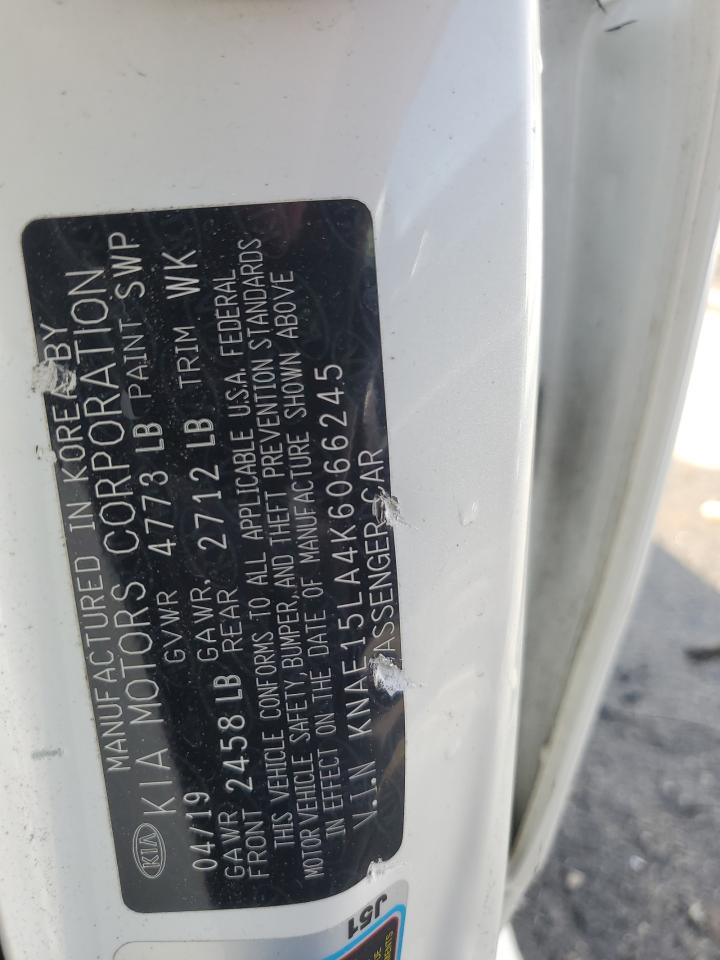 MANUFACTURED IN KOREA BY
KIA KIA MOTORS CORPORATION
04/19 GVWR 4773 LB PAINT SWP
GAWR FRONT 2458 LB GAWR. REAR 2712 LB TRIM WK
THIS VEHICLE CONFORMS TO ALL APPLICABLE U.S.A. FEDERAL
MOTOR VEHICLE SAFETY, BUMPER, AND THEFT PREVENTION STANDARDS
IN EFFECT ON THE DATE OF MANUFACTURE SHOWN ABOVE
V.I.N KNAE15LA4K6066245
PASSENGER CAR
J51